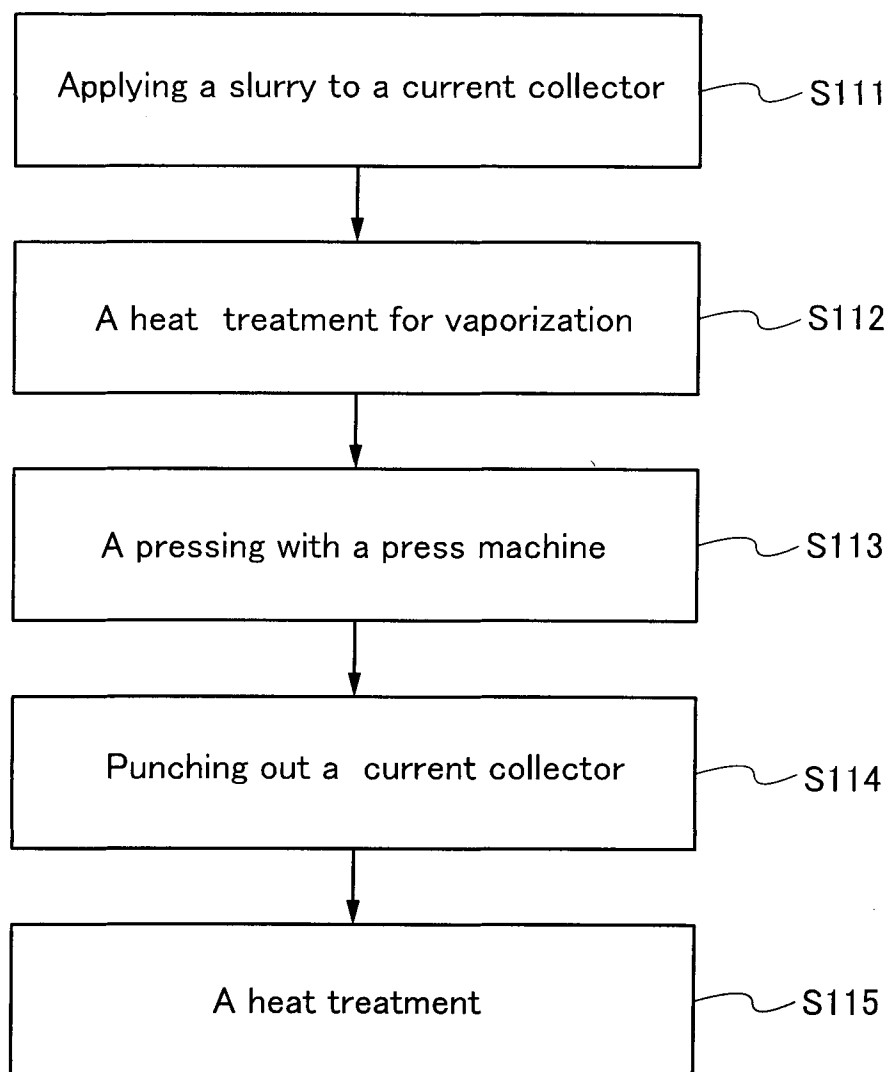 Applying a slurry to a current collector
S111
A heat treatment for vaporization
S112
A pressing with a press machine
S113
Punching out a current collector
S114
A heat treatment
S115